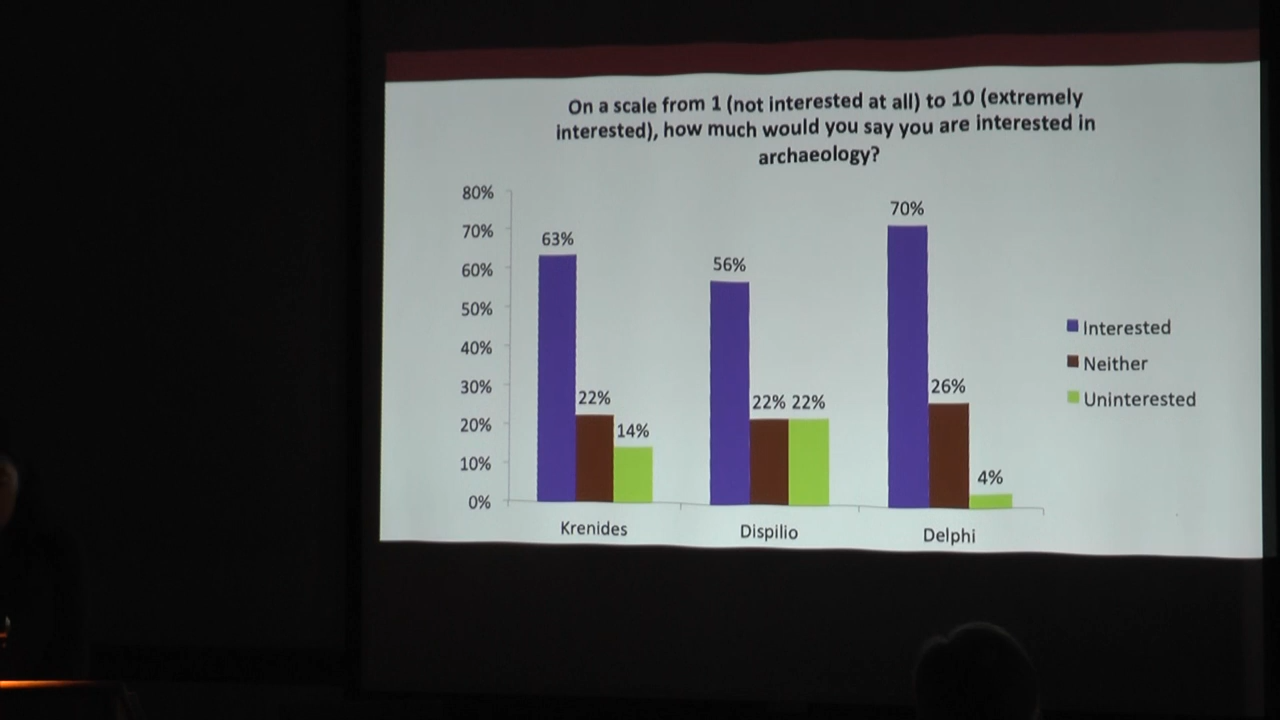 On a scale from 1 (not interested at all) to 10 (extremely
interested), how much would you say you are interested in
archaeology?
80%
70%
60%
50%
40%
30%
20%
10%
0%
63%
22%
14%
56%
22%
22%
70%
26%
4%
Krenides
Dispilio
Delphi
Interested
Neither
Uninterested